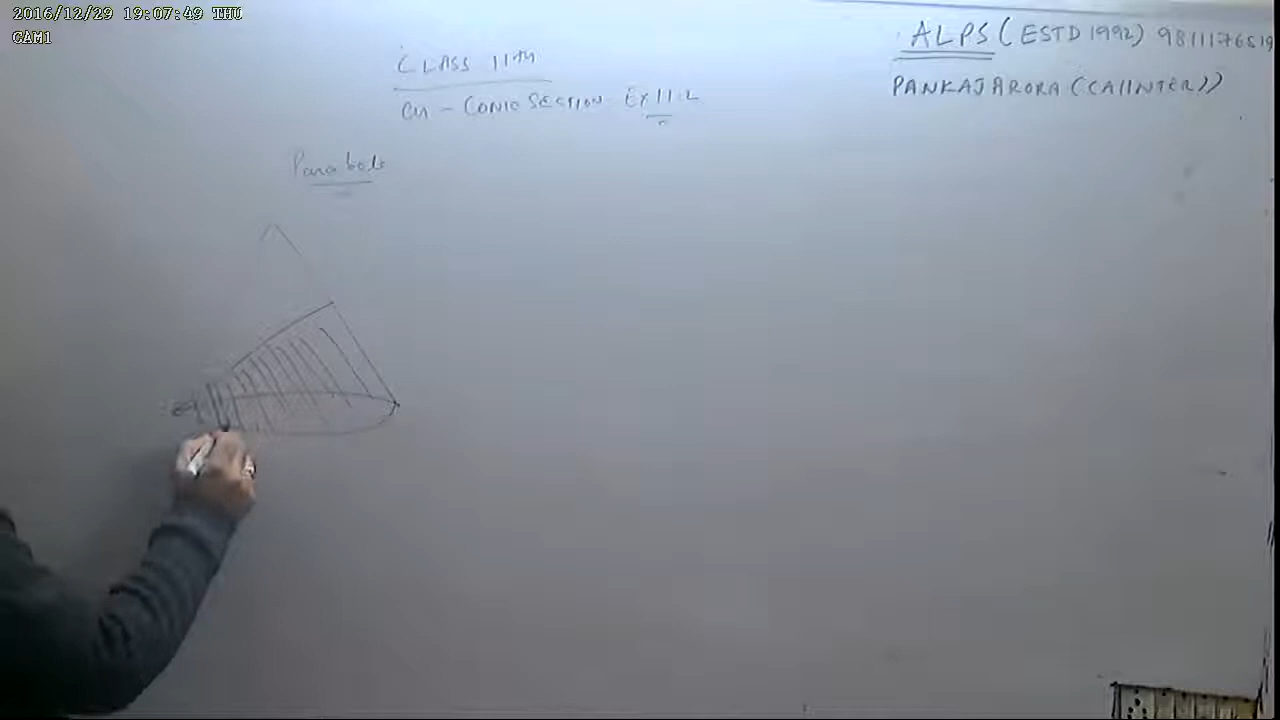 2016/12/29 19:07:49 THU
CAM1
ALPS (ESTD 1992) 9811176519
PANKAJ ARORA (CA(INTER))
CLASS 11th
CH - CONIC SECTION EX 11.2
Parabola